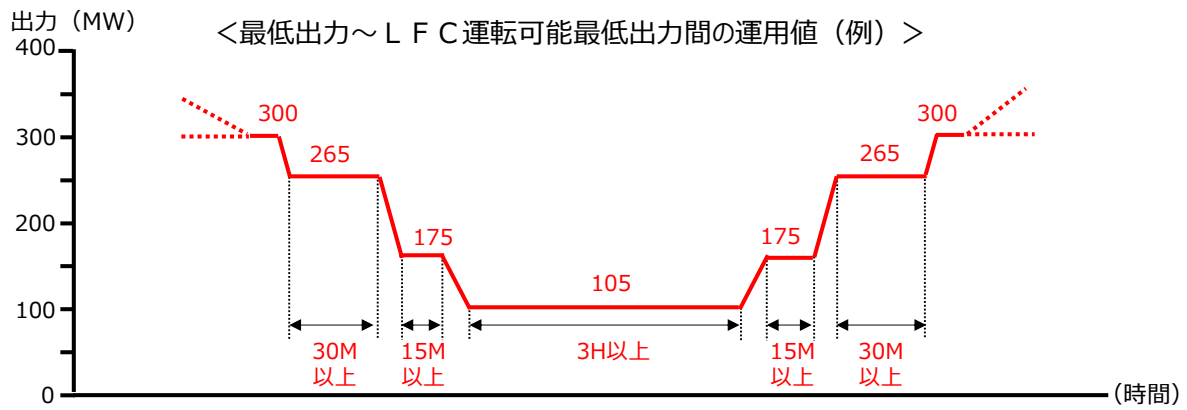 出力（MW）
＜最低出力～ＬＦＣ運転可能最低出力間の運用値（例）＞
400
300
200
100
0
300
265
175
105
175
265
300
30M
以上
15M
以上
3H以上
15M
以上
30M
以上
（時間）